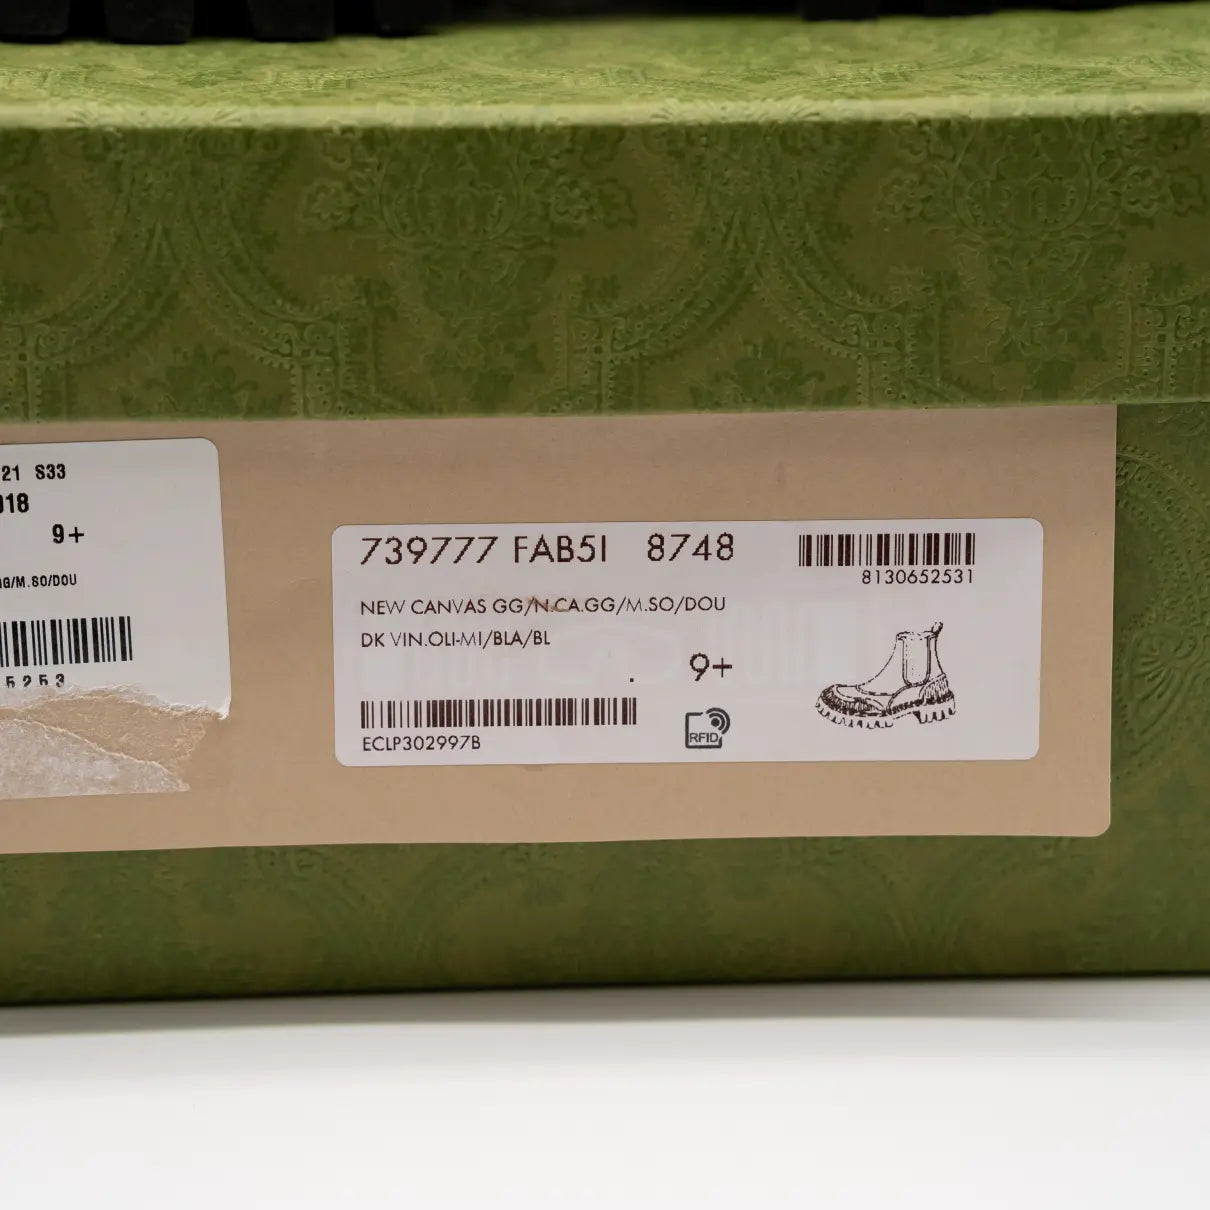 21 S33
018
9+
GG/M.SO/DOU
5253
739777 FAB5I 8748
8130652531
NEW CANVAS GG/N.CA.GG/M.SO/DOU
DK VIN.OLI-MI/BLA/BL
9+
ECLP302997B
RFID